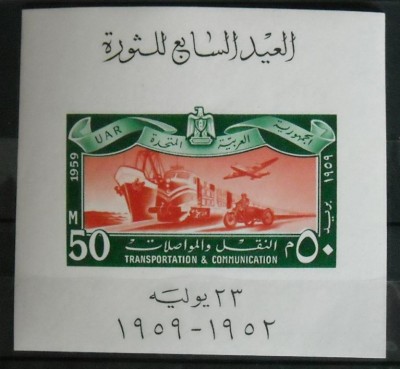 العيد السابع للثورة
UAR
الجمهورية
العربية
المتحدة
1959
١٩٥٩
بريد
M
50
٥٠ م
النقل والمواصلات
TRANSPORTATION & COMMUNICATION
٢٣ يوليه
١٩٥٢-١٩٥٩